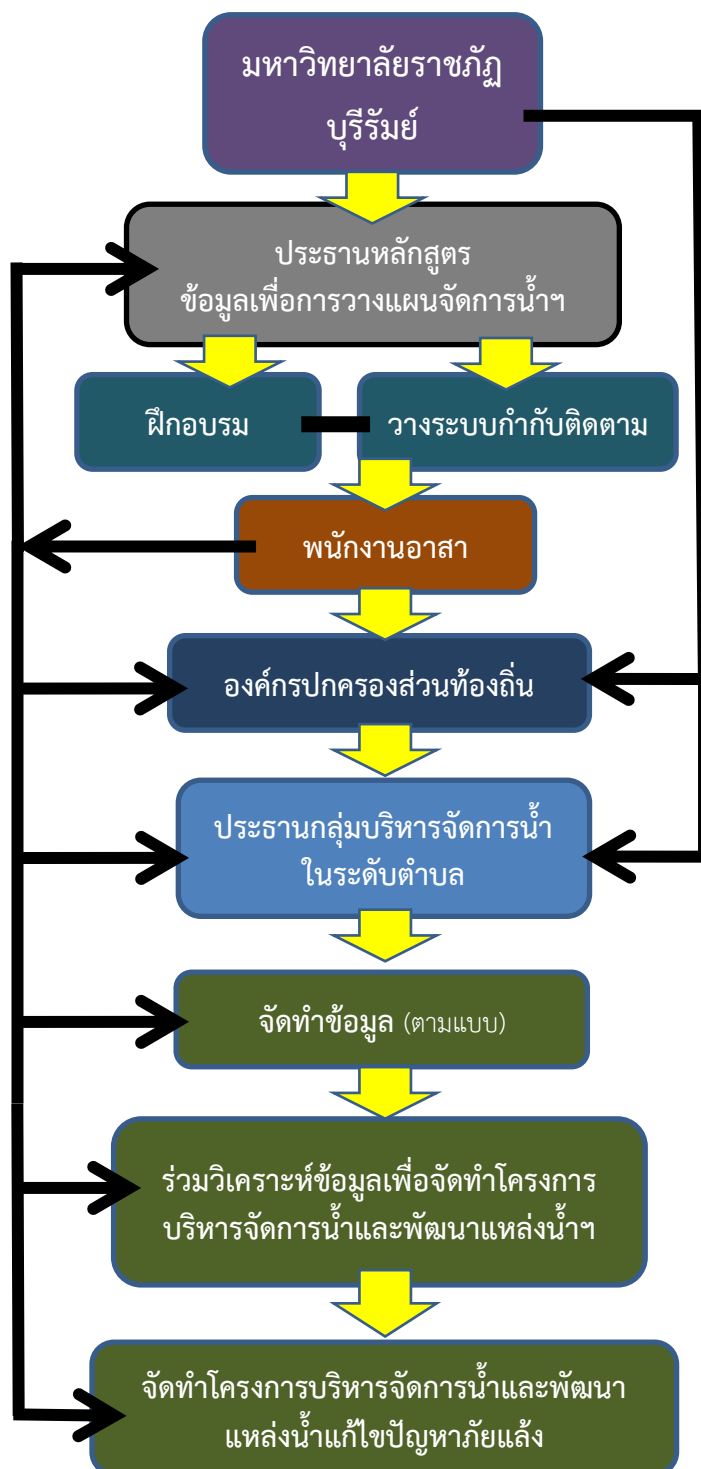 มหาวิทยาลัยราชภัฏ
บุรีรัมย์
ประธานหลักสูตร
ข้อมูลเพื่อการวางแผนจัดการน้ำฯ
ฝึกอบรม
วางระบบกำกับติดตาม
พนักงานอาสา
องค์กรปกครองส่วนท้องถิ่น
ประธานกลุ่มบริหารจัดการน้ำ
ในระดับตำบล
จัดทำข้อมูล (ตามแบบ)
ร่วมวิเคราะห์ข้อมูลเพื่อจัดทำโครงการ
บริหารจัดการน้ำและพัฒนาแหล่งน้ำฯ
จัดทำโครงการบริหารจัดการน้ำและพัฒนา
แหล่งน้ำแก้ไขปัญหาภัยแล้ง